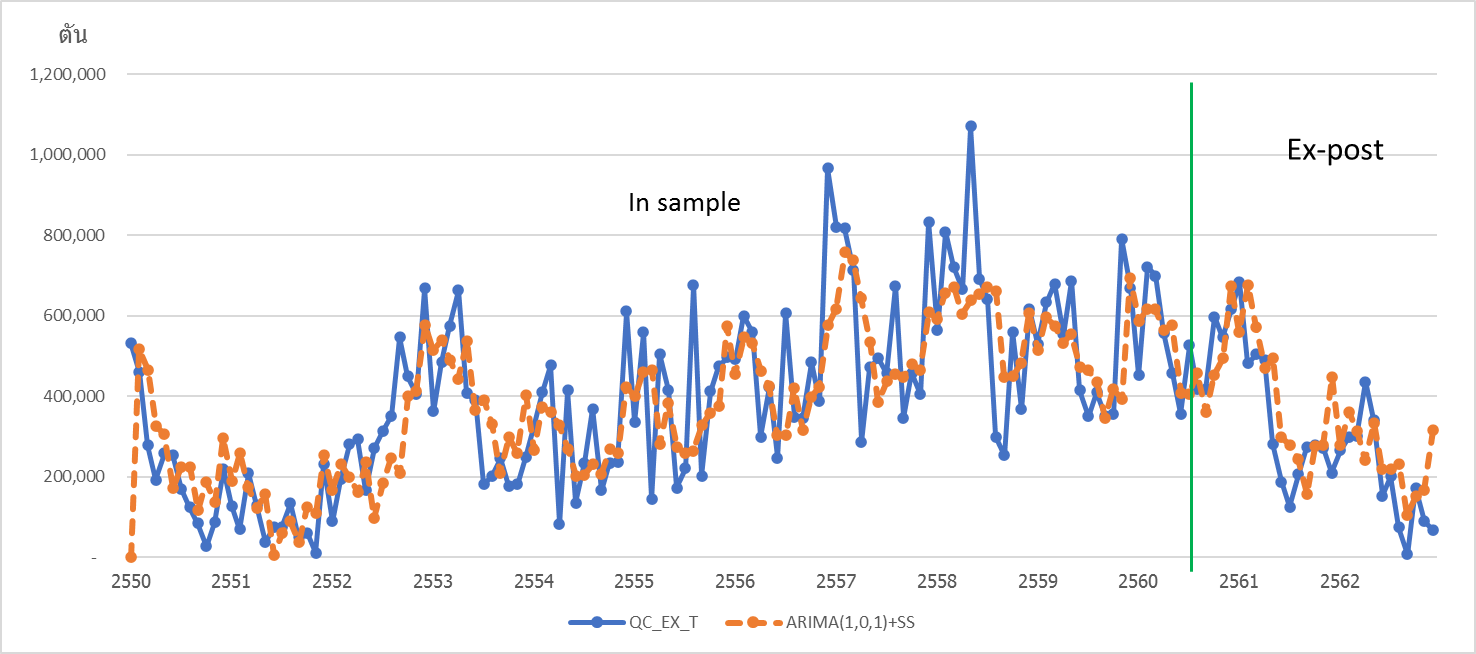 ตัน
1,200,000
1,000,000
800,000
600,000
400,000
200,000
-
In sample
Ex-post
2550 2551 2552 2553 2554 2555 2556 2557 2558 2559 2560 2561 2562
QC_EX_T ARIMA(1,0,1)+SS